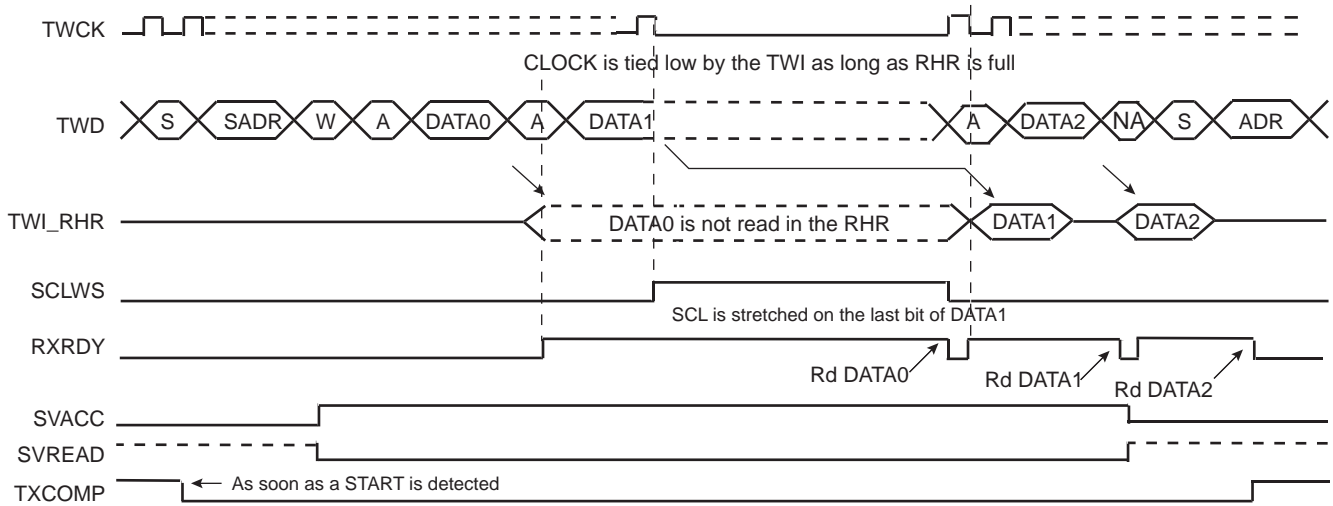 TWCK
CLOCK is tied low by the TWI as long as RHR is full
TWD S SADR W A DATA0 A DATA1 A DATA2 NA S ADR
TWI_RHR DATA0 is not read in the RHR DATA1 DATA2
SCLWS
SCL is stretched on the last bit of DATA1
RXRDY
Rd DATA0 Rd DATA1 Rd DATA2
SVACC
SVREAD
TXCOMP As soon as a START is detected